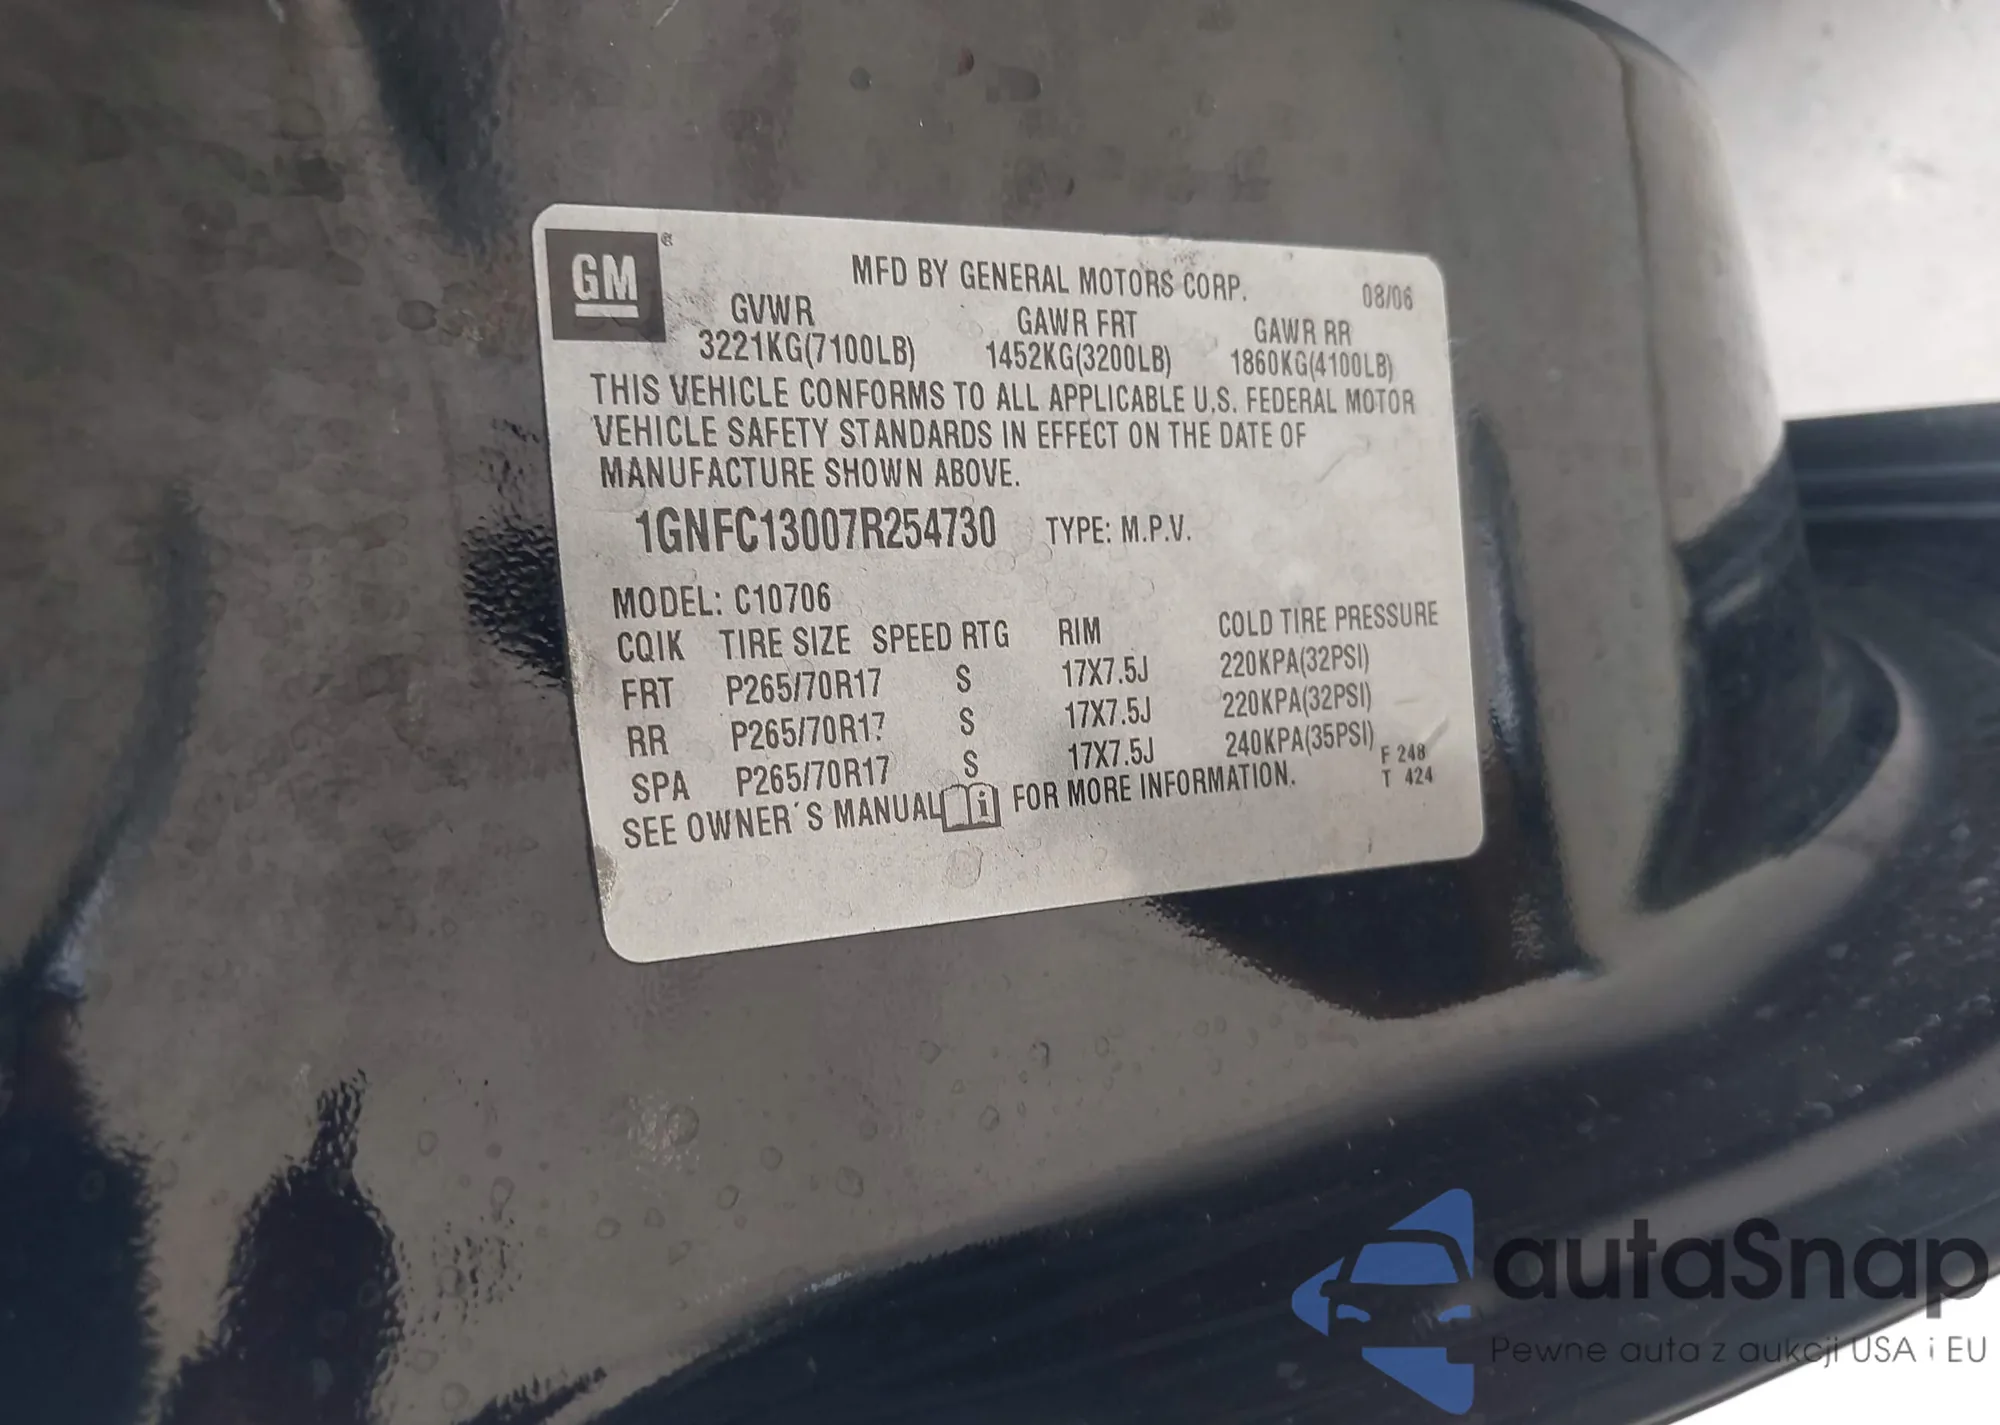 GM
MFD BY GENERAL MOTORS CORP. 08/06
GVWR GAWR FRT GAWR RR
3221KG(7100LB) 1452KG(3200LB) 1860KG(4100LB)
THIS VEHICLE CONFORMS TO ALL APPLICABLE U.S. FEDERAL MOTOR
VEHICLE SAFETY STANDARDS IN EFFECT ON THE DATE OF
MANUFACTURE SHOWN ABOVE.
1GNFC13007R254730 TYPE: M.P.V.
MODEL: C10706
CQIK TIRE SIZE SPEED RTG RIM COLD TIRE PRESSURE
FRT P265/70R17 S 17X7.5J 220KPA(32PSI)
RR P265/70R17 S 17X7.5J 220KPA(32PSI)
SPA P265/70R17 S 17X7.5J 240KPA(35PSI)
SEE OWNER´S MANUAL FOR MORE INFORMATION.
F 248
T 424
autaSnap
Pewne auta z aukcji USA i EU